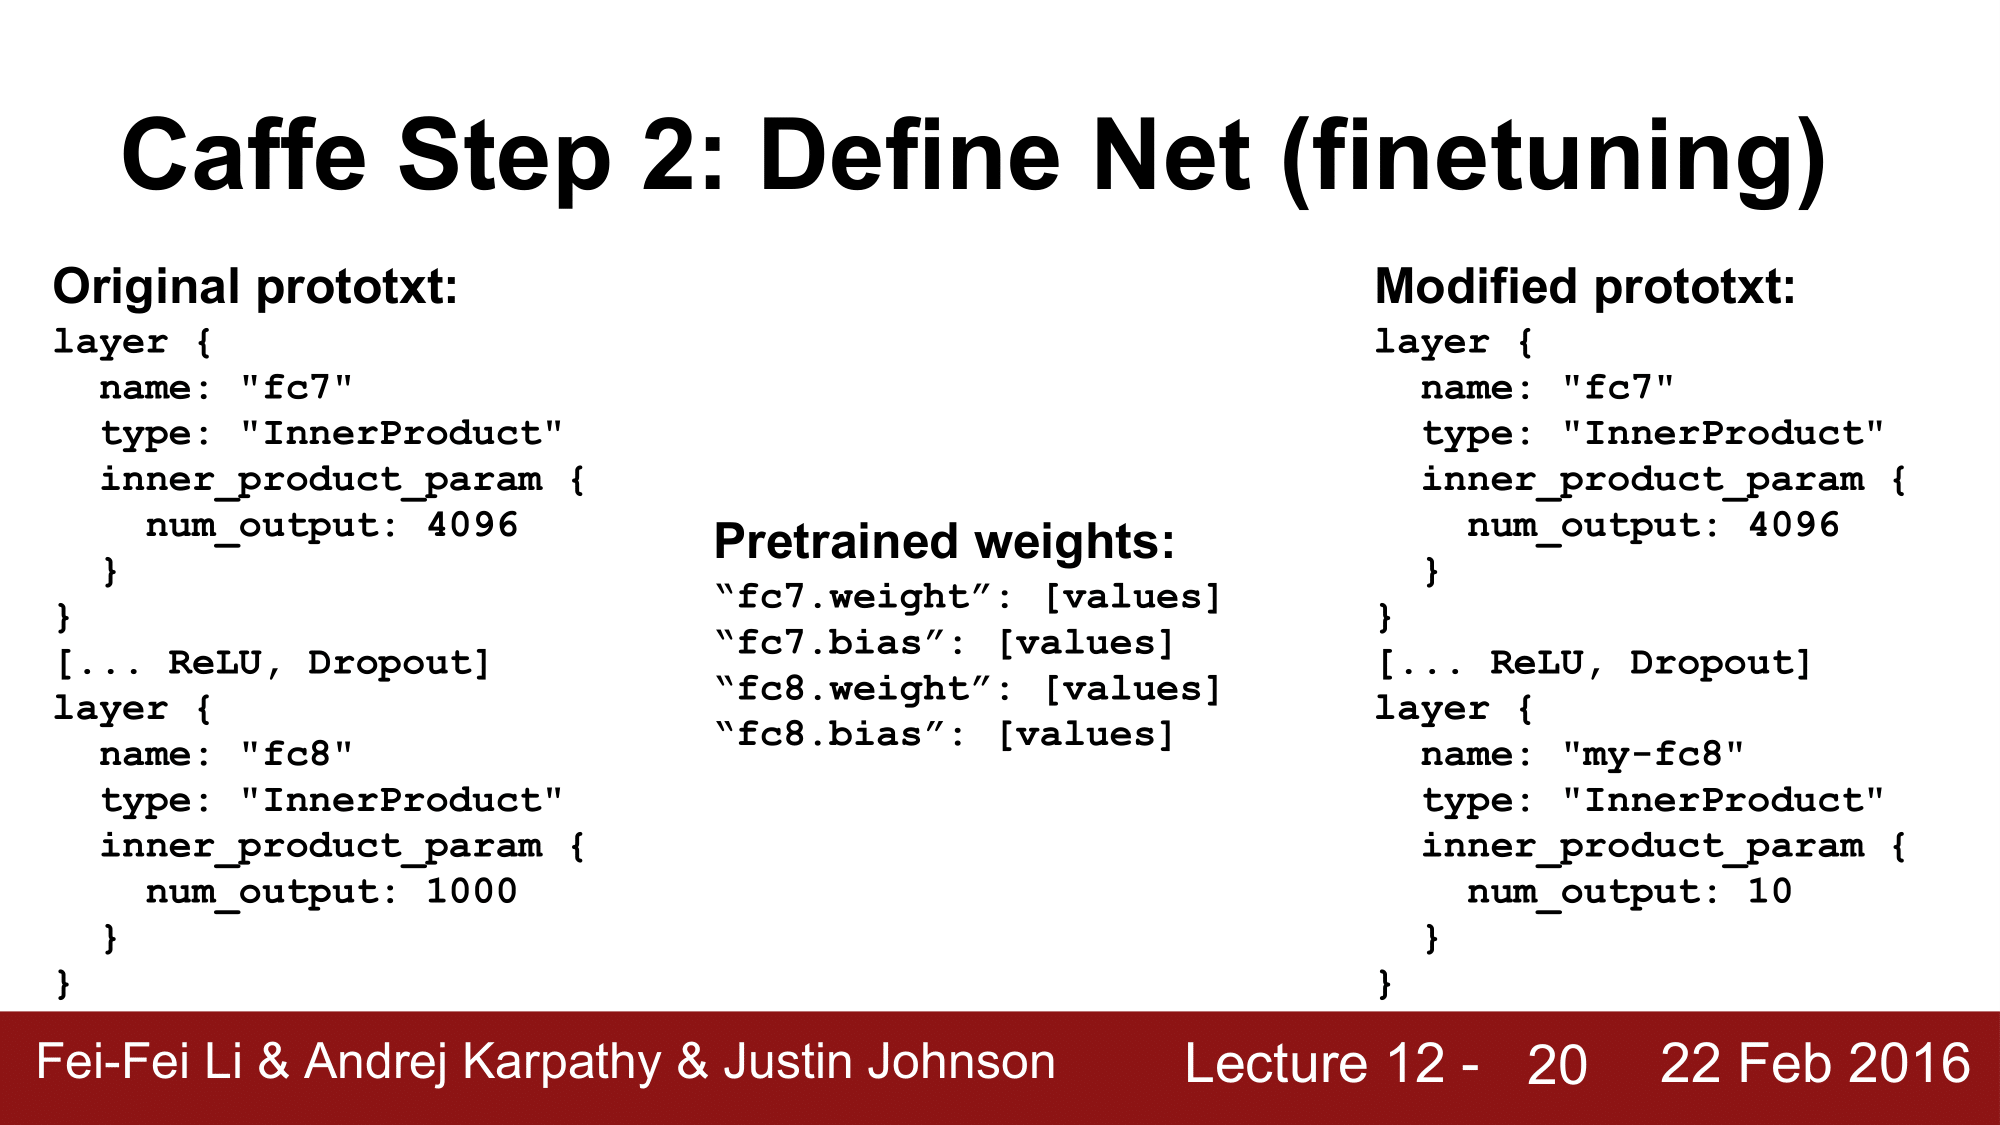 Caffe Step 2: Define Net (finetuning)
Original prototxt:
layer {
  name: "fc7"
  type: "InnerProduct"
  inner_product_param {
    num_output: 4096
  }
}
[... ReLU, Dropout]
layer {
  name: "fc8"
  type: "InnerProduct"
  inner_product_param {
    num_output: 1000
  }
}
Pretrained weights:
“fc7.weight”: [values]
“fc7.bias”: [values]
“fc8.weight”: [values]
“fc8.bias”: [values]
Modified prototxt:
layer {
  name: "fc7"
  type: "InnerProduct"
  inner_product_param {
    num_output: 4096
  }
}
[... ReLU, Dropout]
layer {
  name: "my-fc8"
  type: "InnerProduct"
  inner_product_param {
    num_output: 10
  }
}
Fei-Fei Li & Andrej Karpathy & Justin Johnson Lecture 12 - 20 22 Feb 2016